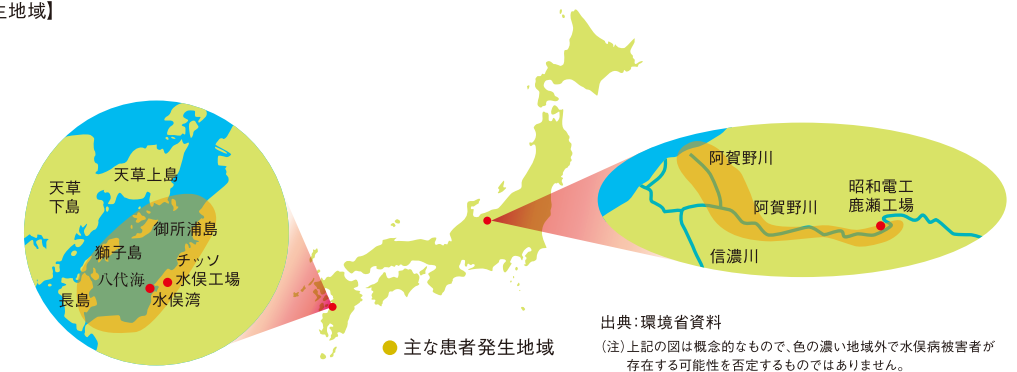 生地域】
天草上島
天草
下島
御所浦島
獅子島
チッソ
水俣工場
八代海
長島
水俣湾
阿賀野川
昭和電工
鹿瀬工場
阿賀野川
信濃川
主な患者発生地域
出典：環境省資料
（注）上記の図は概念的なもので、色の濃い地域外で水俣病被害者が
存在する可能性を否定するものではありません。